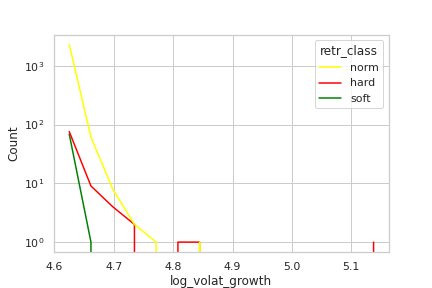 retr_class
norm
hard
soft
10³
10²
10¹
10⁰
Count
4.6 4.7 4.8 4.9 5.0 5.1
log_volat_growth